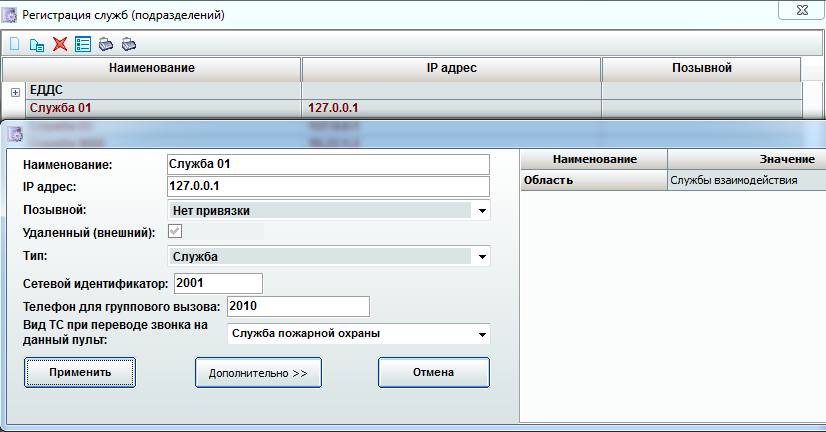 Регистрация служб (подразделений)
Наименование IP адрес Позывной
ЕДДС
Служба 01 127.0.0.1
Наименование: Служба 01
IP адрес: 127.0.0.1
Позывной: Нет привязки
Удаленный (внешний):
Тип: Служба
Сетевой идентификатор: 2001
Телефон для группового вызова: 2010
Вид ТС при переводе звонка на
данный пульт: Служба пожарной охраны
Применить Дополнительно >> Отмена
Наименование Значение
Область Службы взаимодействия